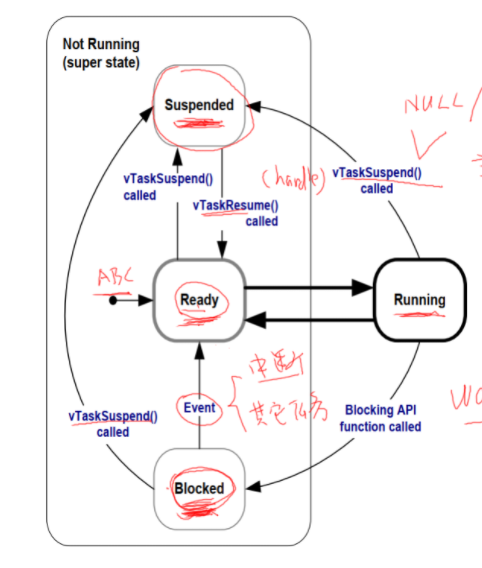 Not Running
(super state)
Suspended
NULL /
vTaskSuspend()
called
(handle)
vTaskSuspend()
called
vTaskResume()
called
ABC
Ready
Running
中断
Event
其它任务
vTaskSuspend()
called
Blocking API
function called
Blocked